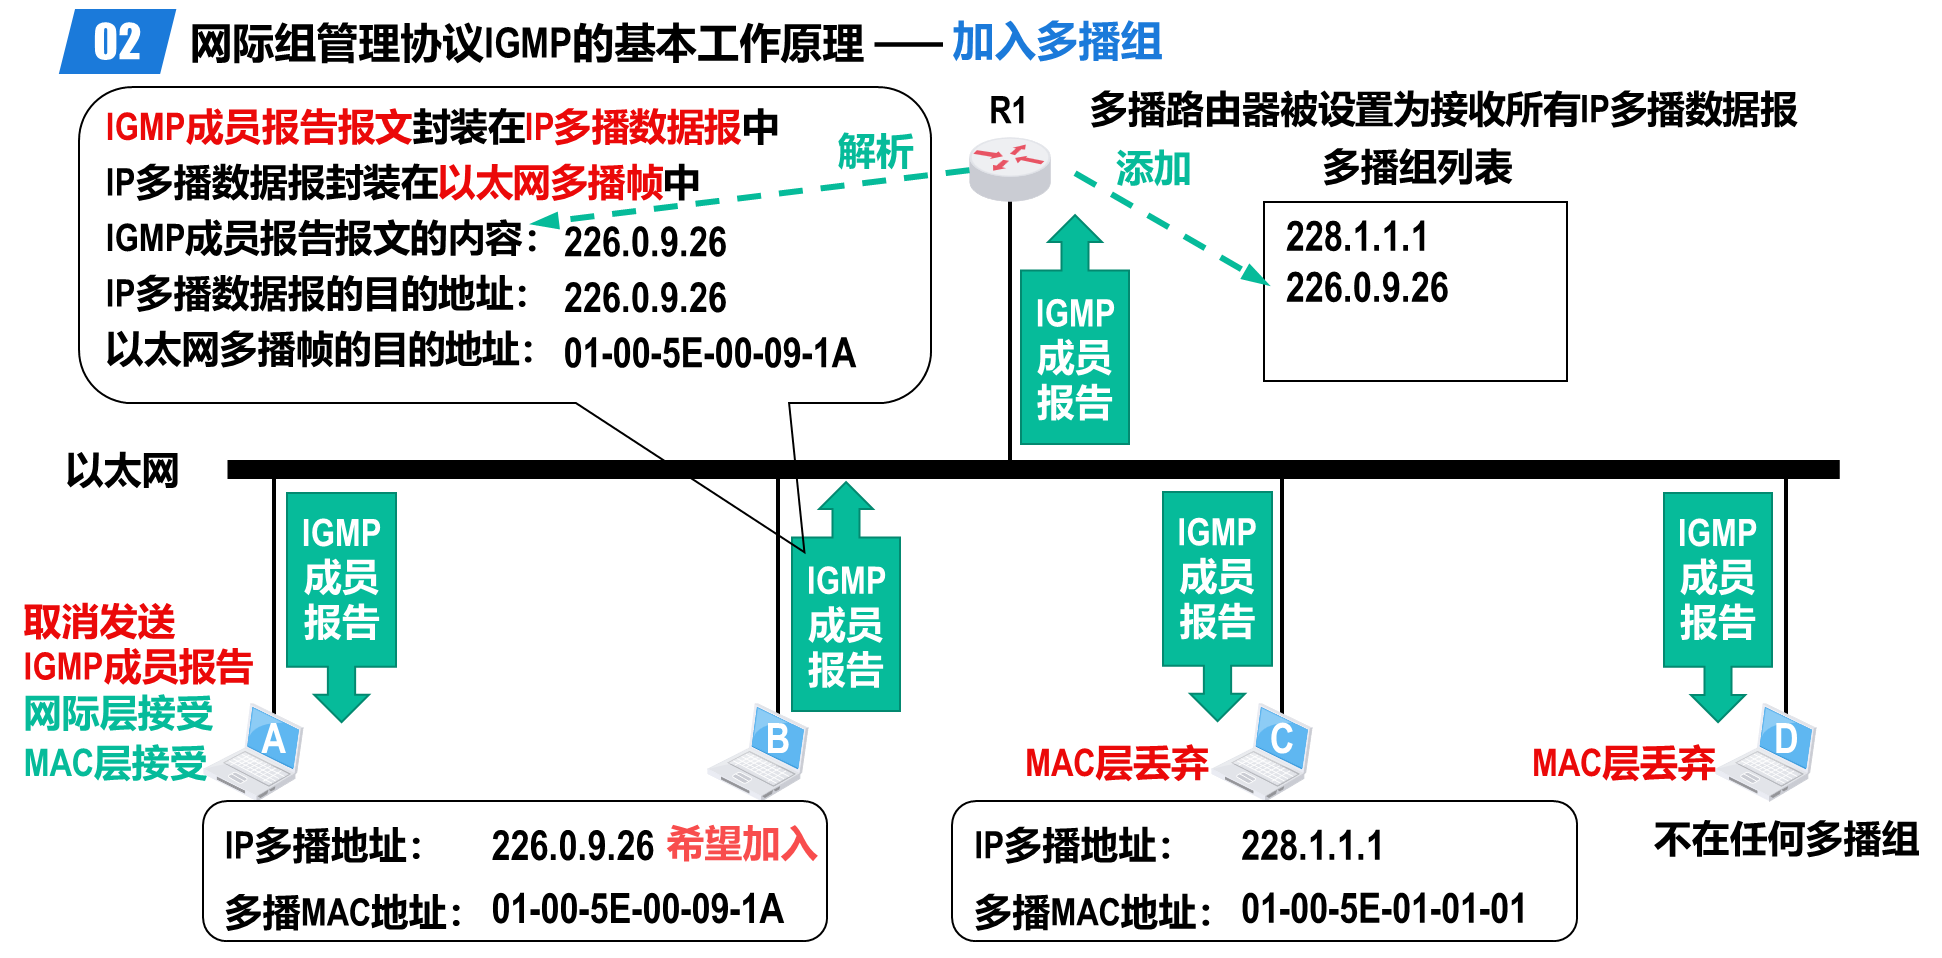 02 网际组管理协议IGMP的基本工作原理 —— 加入多播组
IGMP成员报告报文封装在IP多播数据报中
IP多播数据报封装在以太网多播帧中
IGMP成员报告报文的内容： 226.0.9.26
IP多播数据报的目的地址： 226.0.9.26
以太网多播帧的目的地址： 01-00-5E-00-09-1A
解析
R1
多播路由器被设置为接收所有IP多播数据报
添加
多播组列表
228.1.1.1
226.0.9.26
IGMP
成员
报告
以太网
IGMP
成员
报告
IGMP
成员
报告
IGMP
成员
报告
IGMP
成员
报告
取消发送
IGMP成员报告
网际层接受
MAC层接受
A
B
MAC层丢弃
C
MAC层丢弃
D
IP多播地址： 226.0.9.26 希望加入
多播MAC地址： 01-00-5E-00-09-1A
IP多播地址： 228.1.1.1
多播MAC地址： 01-00-5E-01-01-01
不在任何多播组